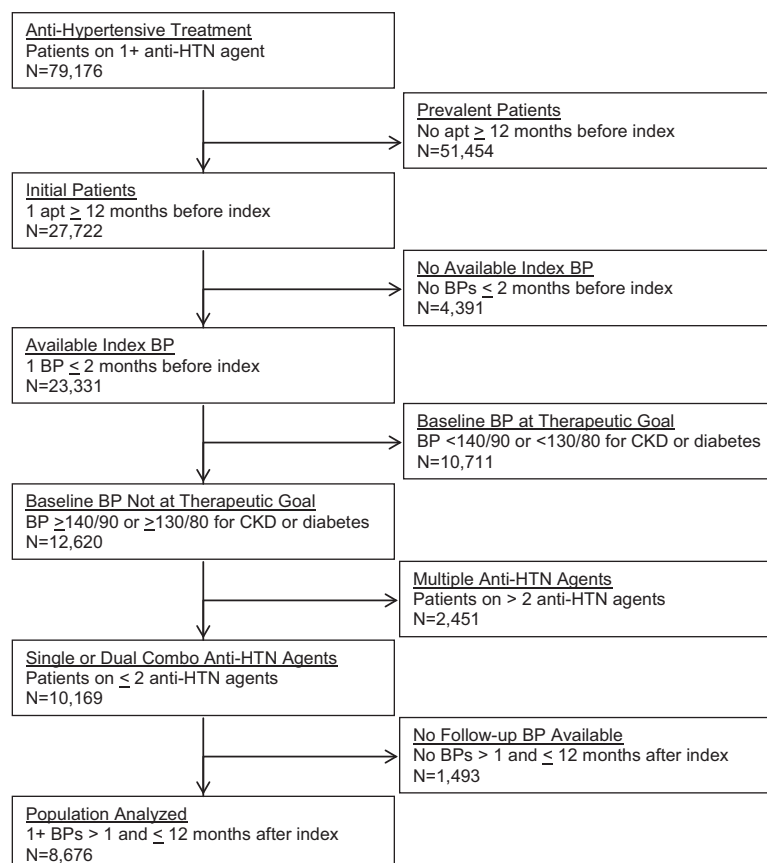 Anti-Hypertensive Treatment
Patients on 1+ anti-HTN agent
N=79,176
Prevalent Patients
No apt ≥ 12 months before index
N=51,454
Initial Patients
1 apt ≥ 12 months before index
N=27,722
No Available Index BP
No BPs ≤ 2 months before index
N=4,391
Available Index BP
1 BP ≤ 2 months before index
N=23,331
Baseline BP at Therapeutic Goal
BP <140/90 or <130/80 for CKD or diabetes
N=10,711
Baseline BP Not at Therapeutic Goal
BP ≥140/90 or ≥130/80 for CKD or diabetes
N=12,620
Multiple Anti-HTN Agents
Patients on > 2 anti-HTN agents
N=2,451
Single or Dual Combo Anti-HTN Agents
Patients on ≤ 2 anti-HTN agents
N=10,169
No Follow-up BP Available
No BPs > 1 and ≤ 12 months after index
N=1,493
Population Analyzed
1+ BPs > 1 and ≤ 12 months after index
N=8,676